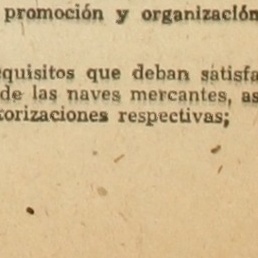 promoción y organización
equisitos que deban satisfa
de las naves mercantes, as
torizaciones respectivas;